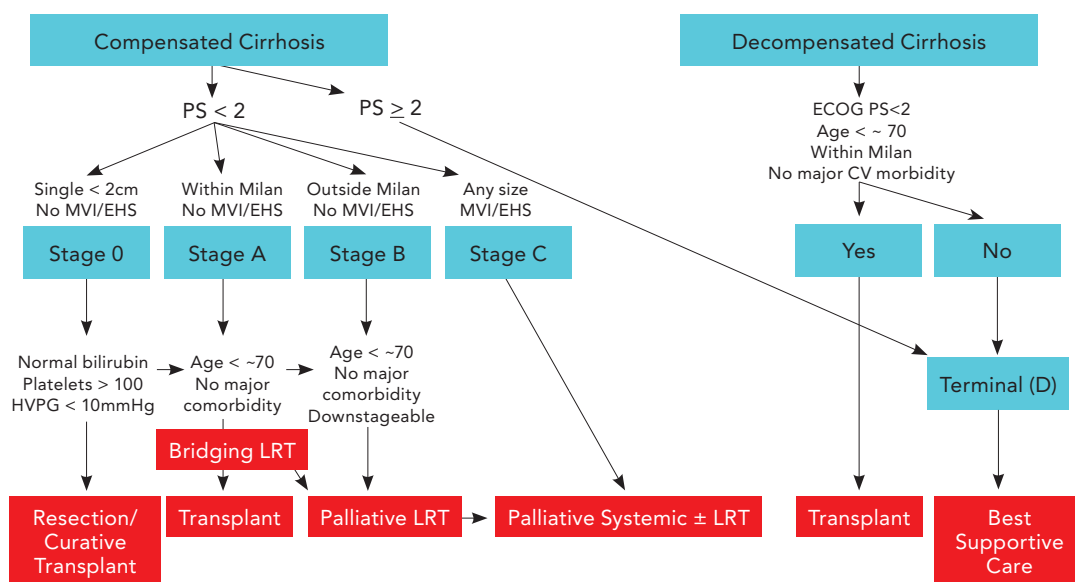 Compensated Cirrhosis
Decompensated Cirrhosis
PS < 2
PS ≥ 2
ECOG PS<2
Age < ~ 70
Within Milan
No major CV morbidity
Single < 2cm
No MVI/EHS
Within Milan
No MVI/EHS
Outside Milan
No MVI/EHS
Any size
MVI/EHS
Stage 0
Stage A
Stage B
Stage C
Yes
No
Normal bilirubin
Platelets > 100
HVPG < 10mmHg
Age < ~70
No major
comorbidity
Age < ~70
No major
comorbidity
Downstageable
Terminal (D)
Bridging LRT
Resection/
Curative
Transplant
Transplant
Palliative LRT
Palliative Systemic ± LRT
Transplant
Best
Supportive
Care